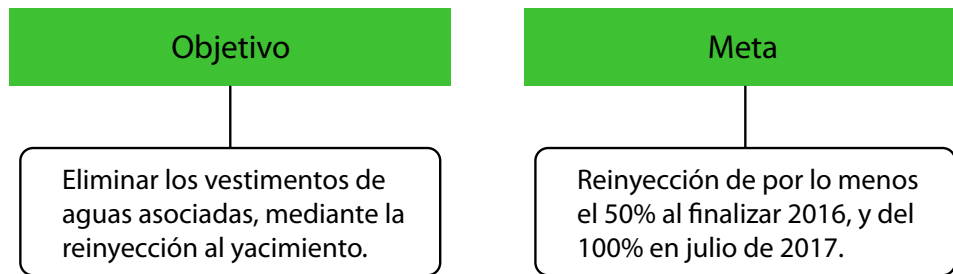 Objetivo
Eliminar los vestimentos de
aguas asociadas, mediante la
reinyección al yacimiento.
Meta
Reinyección de por lo menos
el 50% al finalizar 2016, y del
100% en julio de 2017.